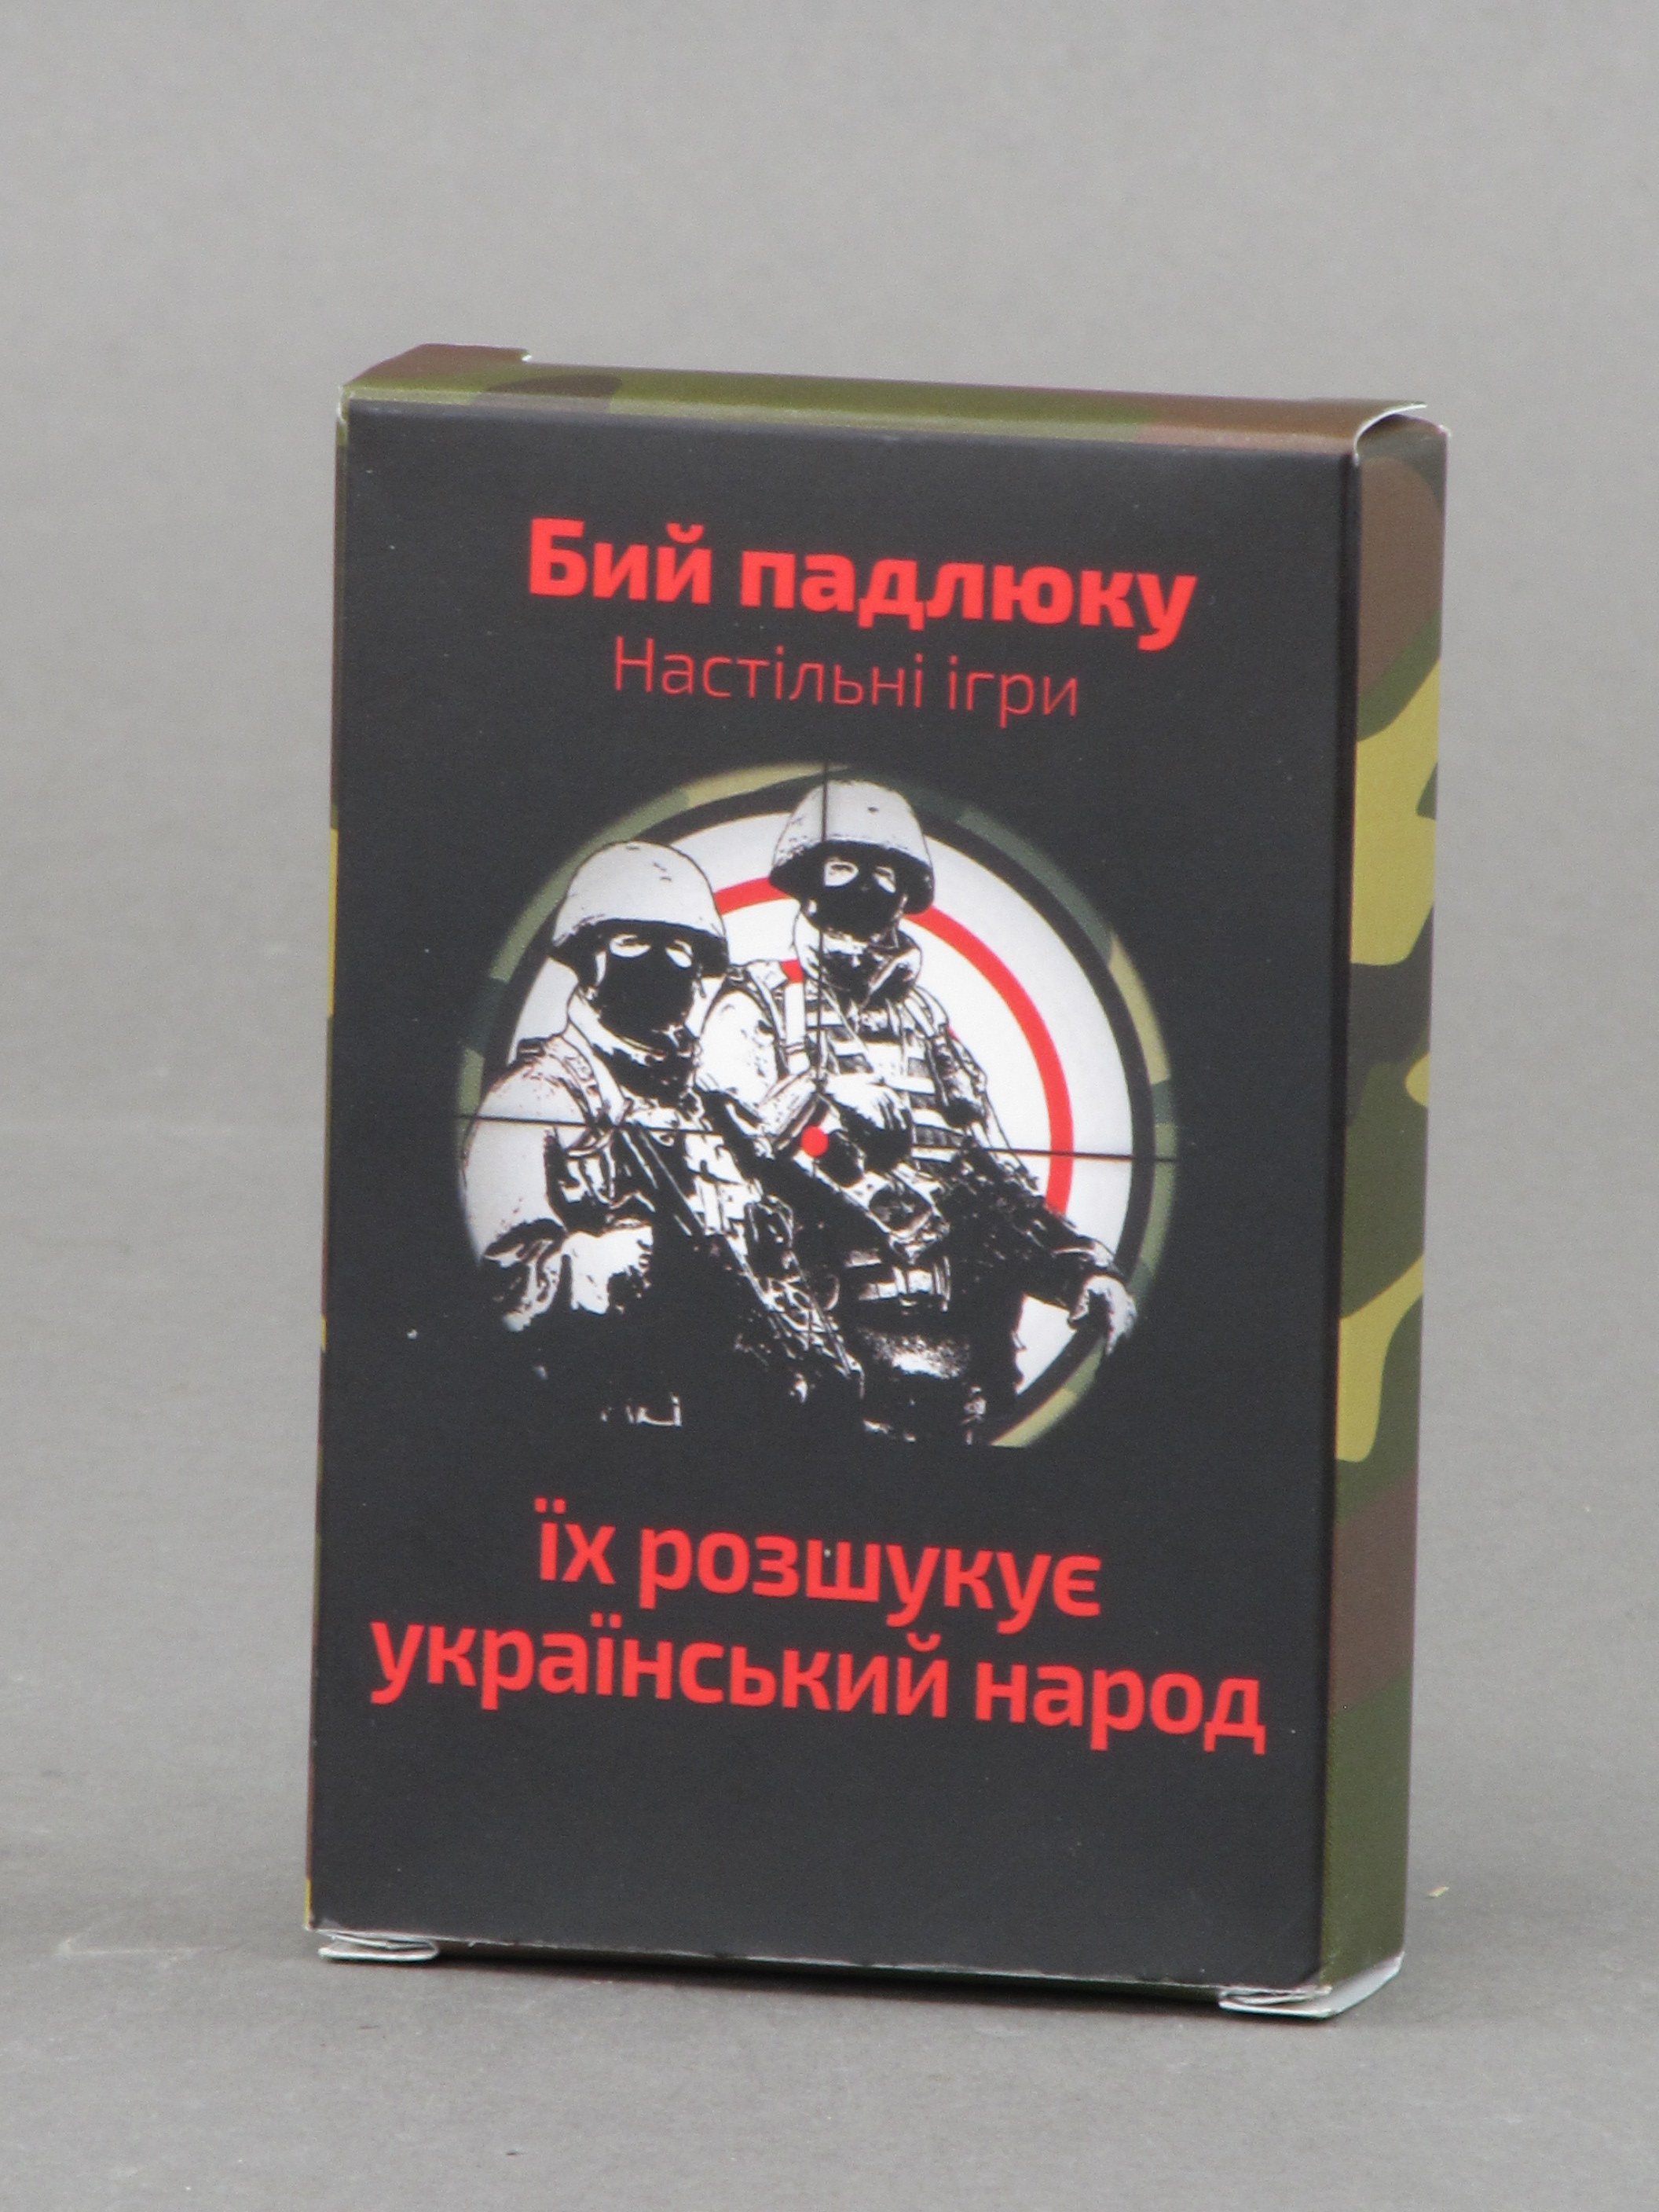 Бий падлюку
Настільні ігри
їх розшукує
український народ